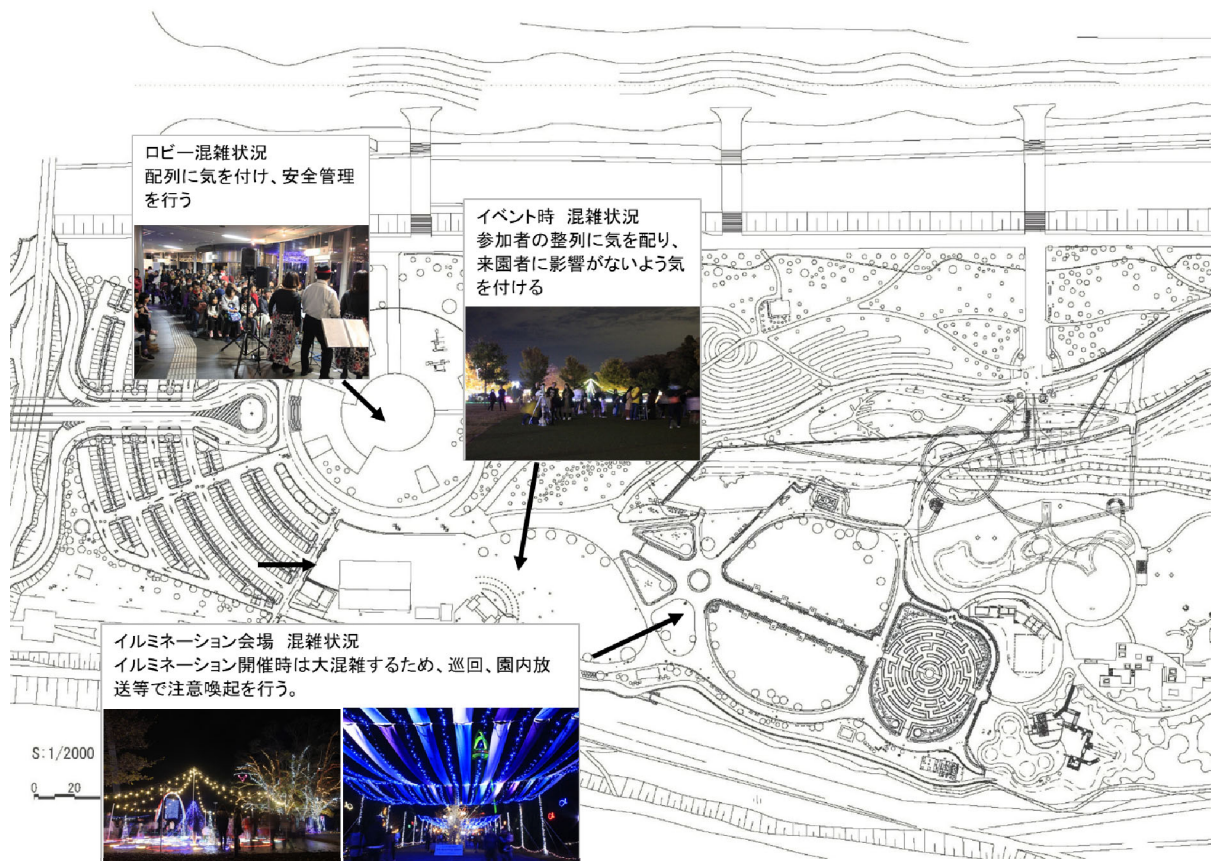 ロビー混雑状況
配列に気を付け、安全管理
を行う
イベント時　混雑状況
参加者の整列に気を配り、
来園者に影響がないよう気
を付ける
イルミネーション会場　混雑状況
イルミネーション開催時は大混雑するため、巡回、園内放
送等で注意喚起を行う。
S:1/2000
0 20